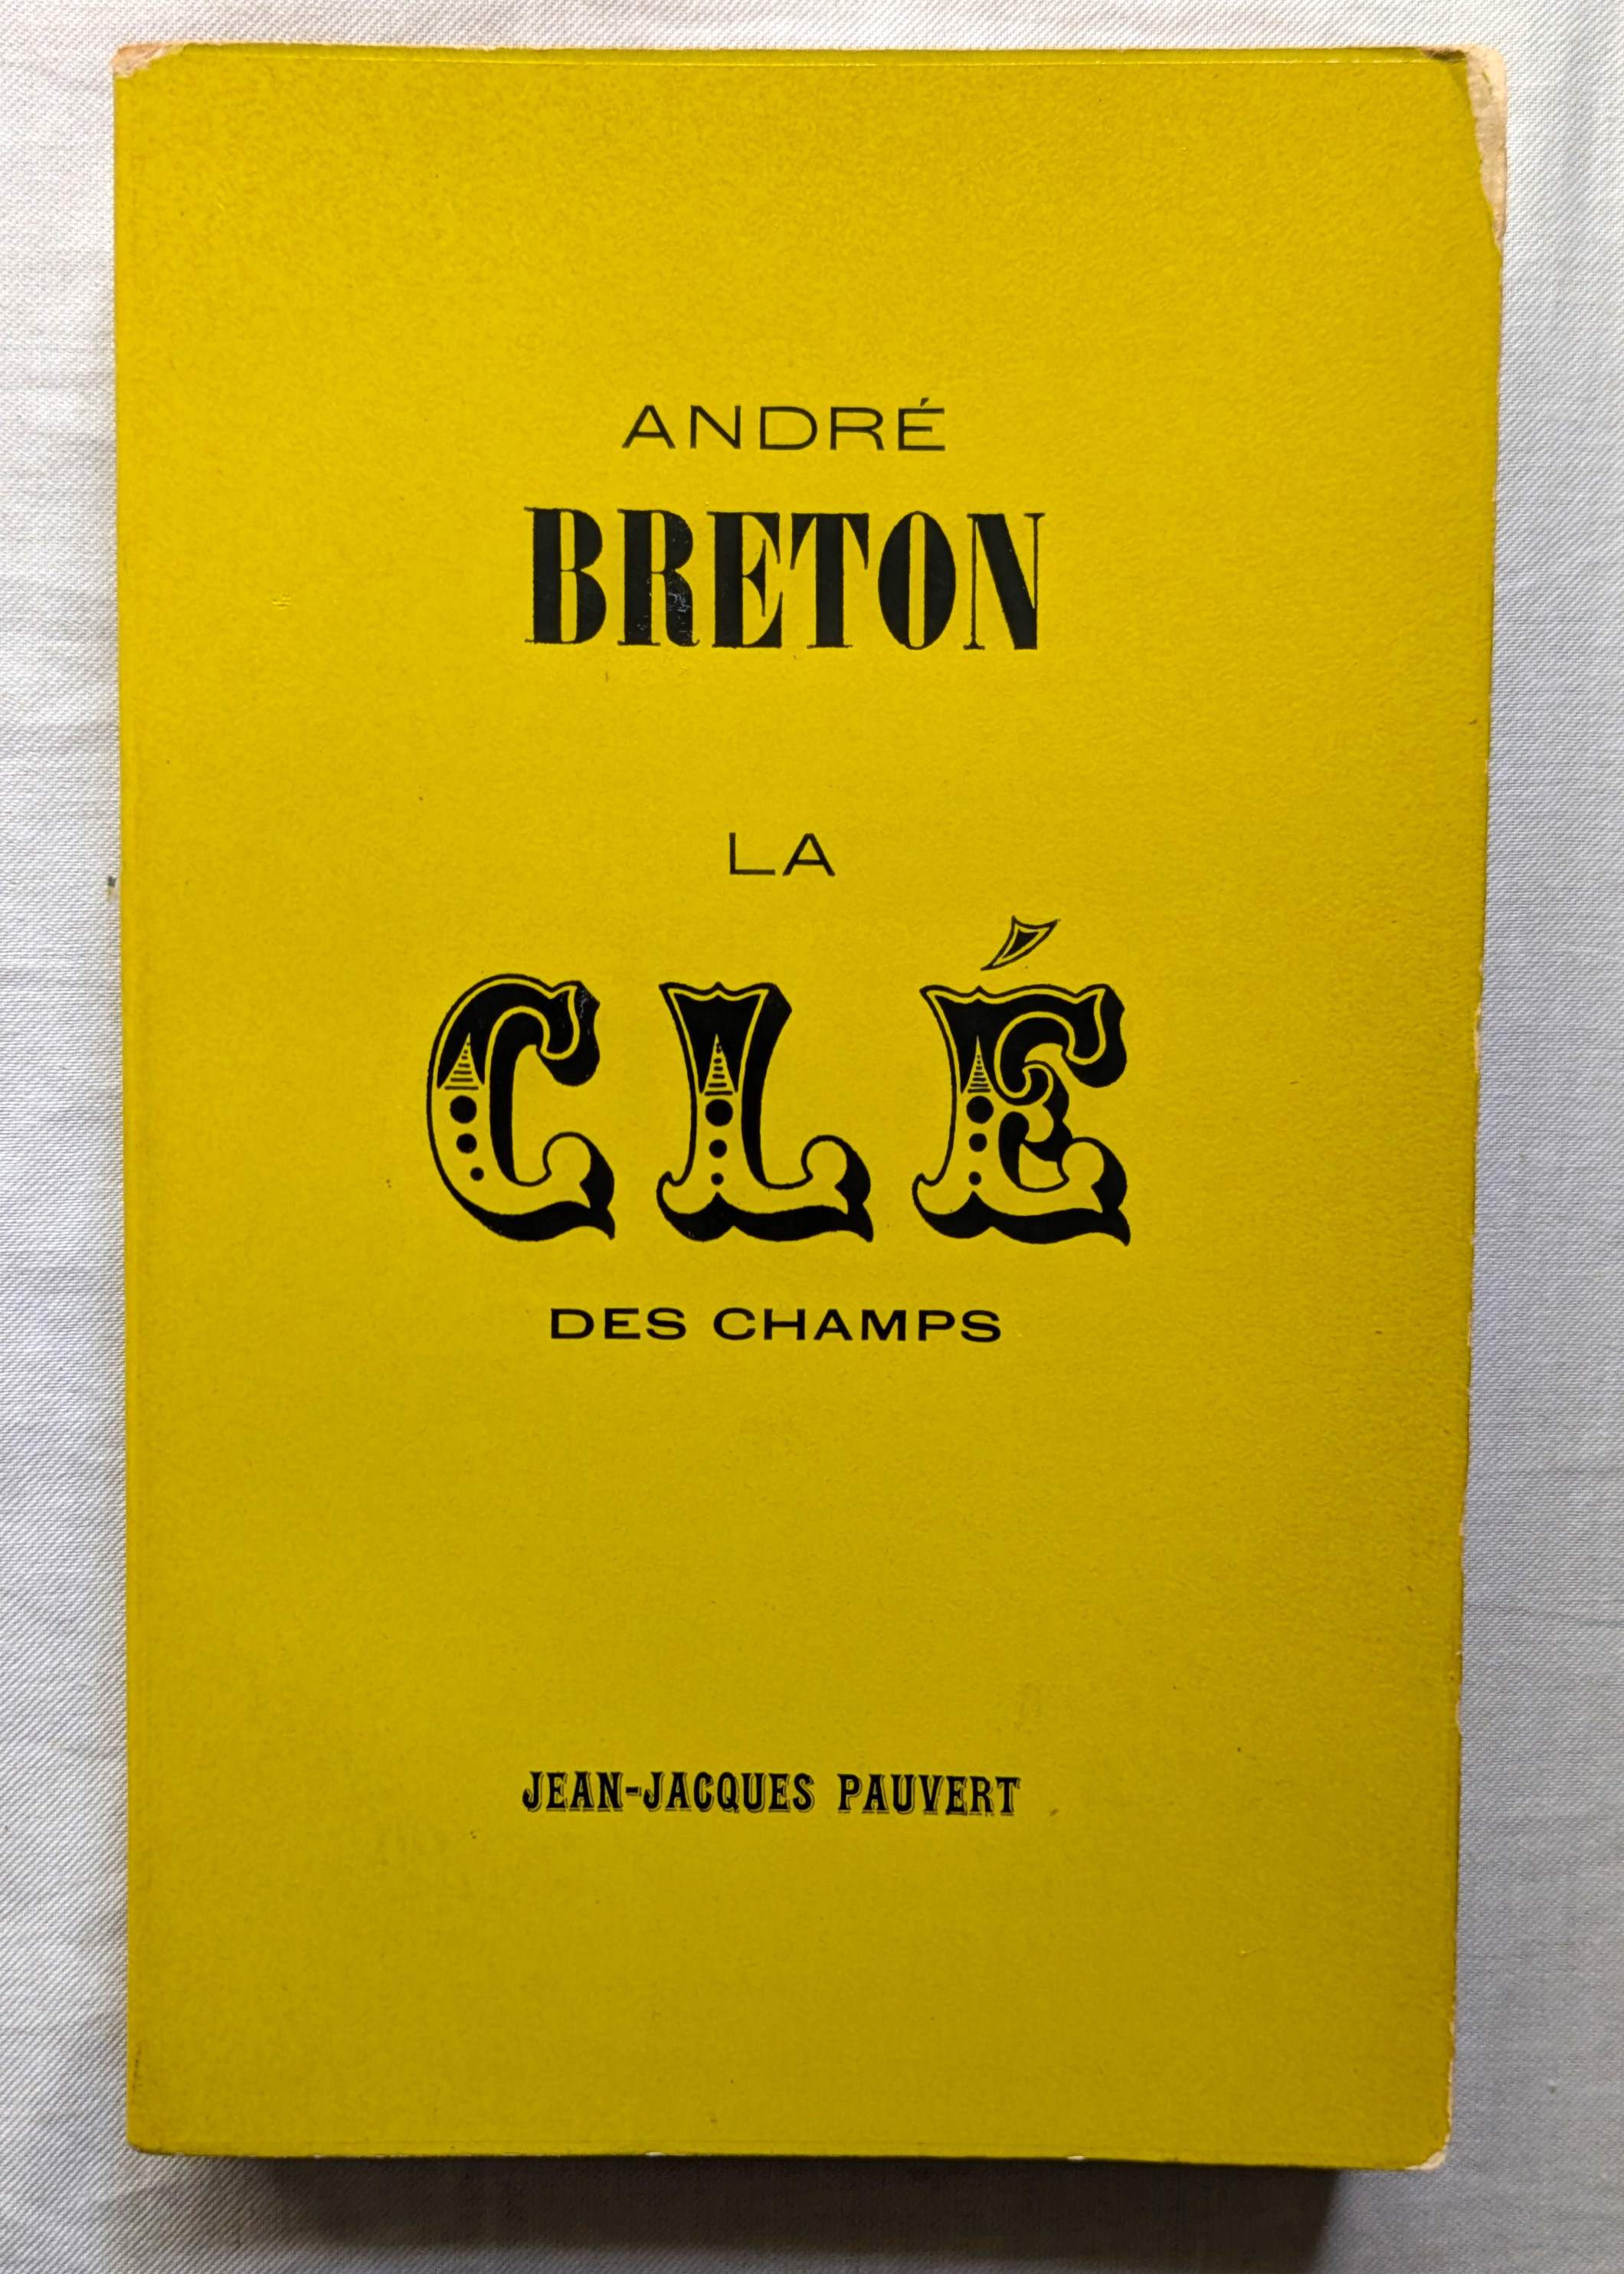 ANDRÉ
BRETON
LA
CLÉ
DES CHAMPS
JEAN-JACQUES PAUVERT